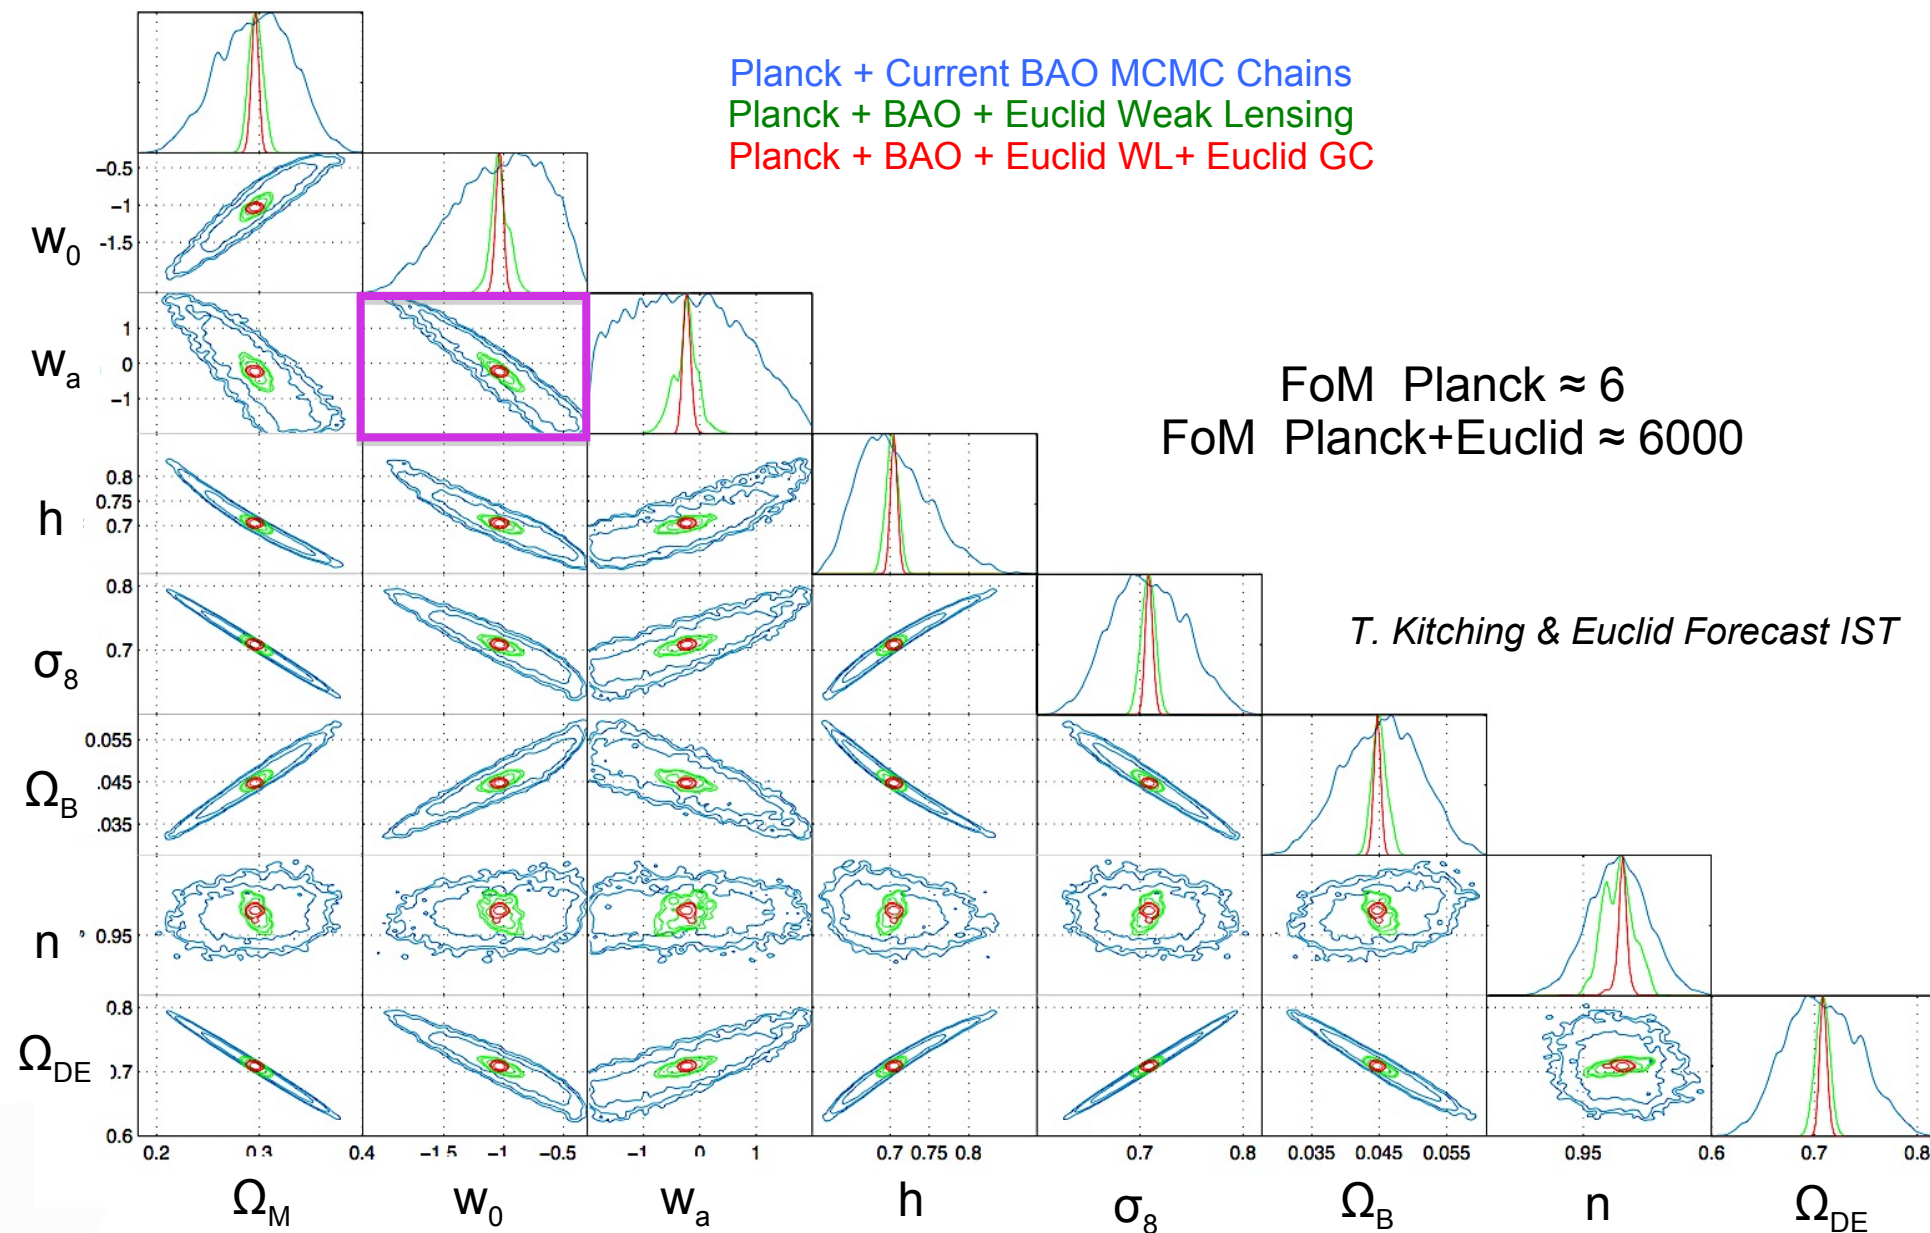 Planck + Current BAO MCMC Chains
Planck + BAO + Euclid Weak Lensing
Planck + BAO + Euclid WL+ Euclid GC
−0.5
−1
-1.5
w0
1
0
−1
wa
FoM Planck ≈ 6
FoM Planck+Euclid ≈ 6000
0.8
0.75
0.7
h
0.8
0.7
σ8
T. Kitching & Euclid Forecast IST
0.055
0.045
.035
ΩB
0.95
n
0.8
0.7
0.6
ΩDE
0.2 0.3 0.4 −1.5 −1 −0.5 −1 0 1 0.7 0.75 0.8 0.7 0.8 0.035 0.045 0.055 0.95 0.6 0.7 0.8
ΩM w0 wa h σ8 ΩB n ΩDE